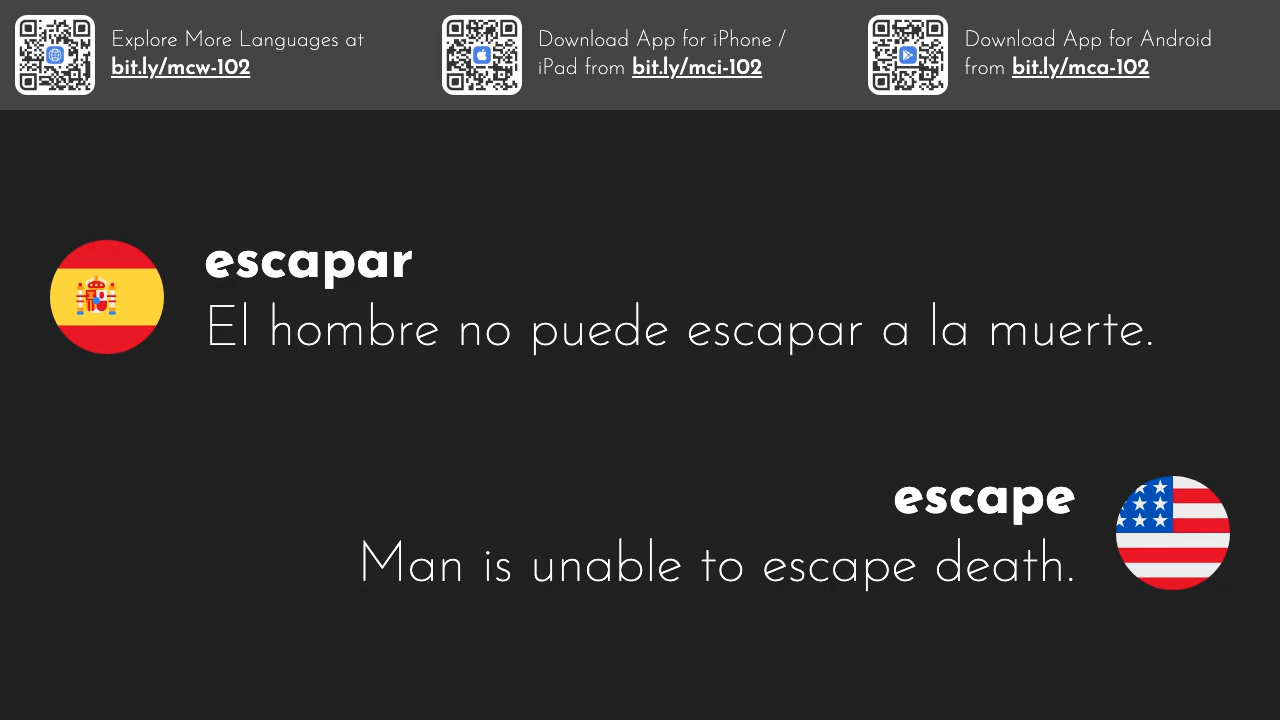 Explore More Languages at
bit.ly/mcw-102
Download App for iPhone /
iPad from bit.ly/mci-102
Download App for Android
from bit.ly/mca-102
escapar
El hombre no puede escapar a la muerte.
escape
Man is unable to escape death.